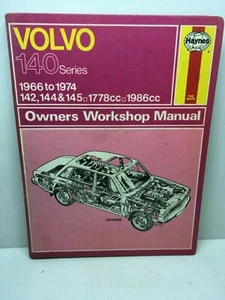 VOLVO
Haynes
140 Series
1966 to 1974
142, 144 & 145 □ 1778cc □ 1986cc
Owners Workshop Manual